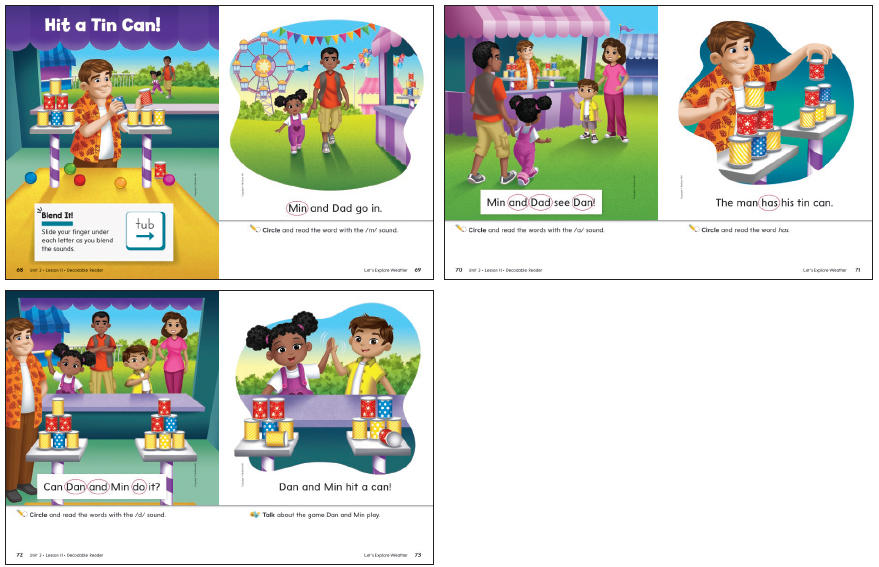 Hit a Tin Can!
Blend It!
Slide your finger under
each letter as you blend
the sounds.
tub
68 Unit 3 • Lesson 11 • Decodable Reader
Min and Dad go in.
Circle and read the word with the /m/ sound.
Let's Explore Weather 69
Min and Dad see Dan!
Circle and read the words with the /a/ sound.
70 Unit 3 • Lesson 11 • Decodable Reader
The man has his tin can.
Circle and read the word has.
Let's Explore Weather 71
Can Dan and Min do it?
Circle and read the words with the /d/ sound.
72 Unit 3 • Lesson 11 • Decodable Reader
Dan and Min hit a can!
Talk about the game Dan and Min play.
Let's Explore Weather 73